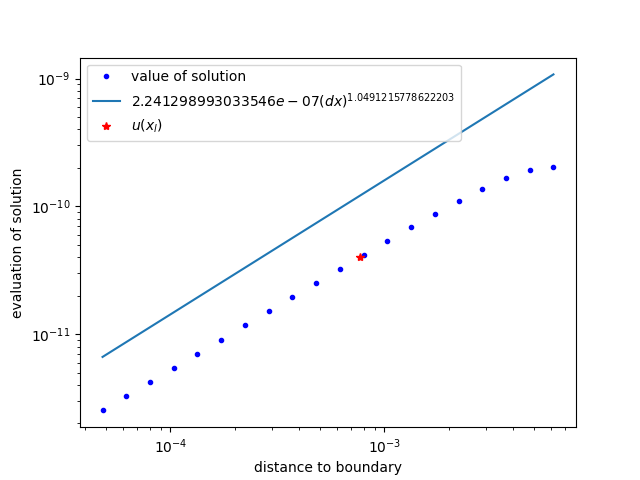 value of solution
2.241298993033546e − 07(dx)^1.0491215778622203
u(x_l)
10^−9
10^−10
10^−11
evaluation of solution
10^−4
10^−3
distance to boundary